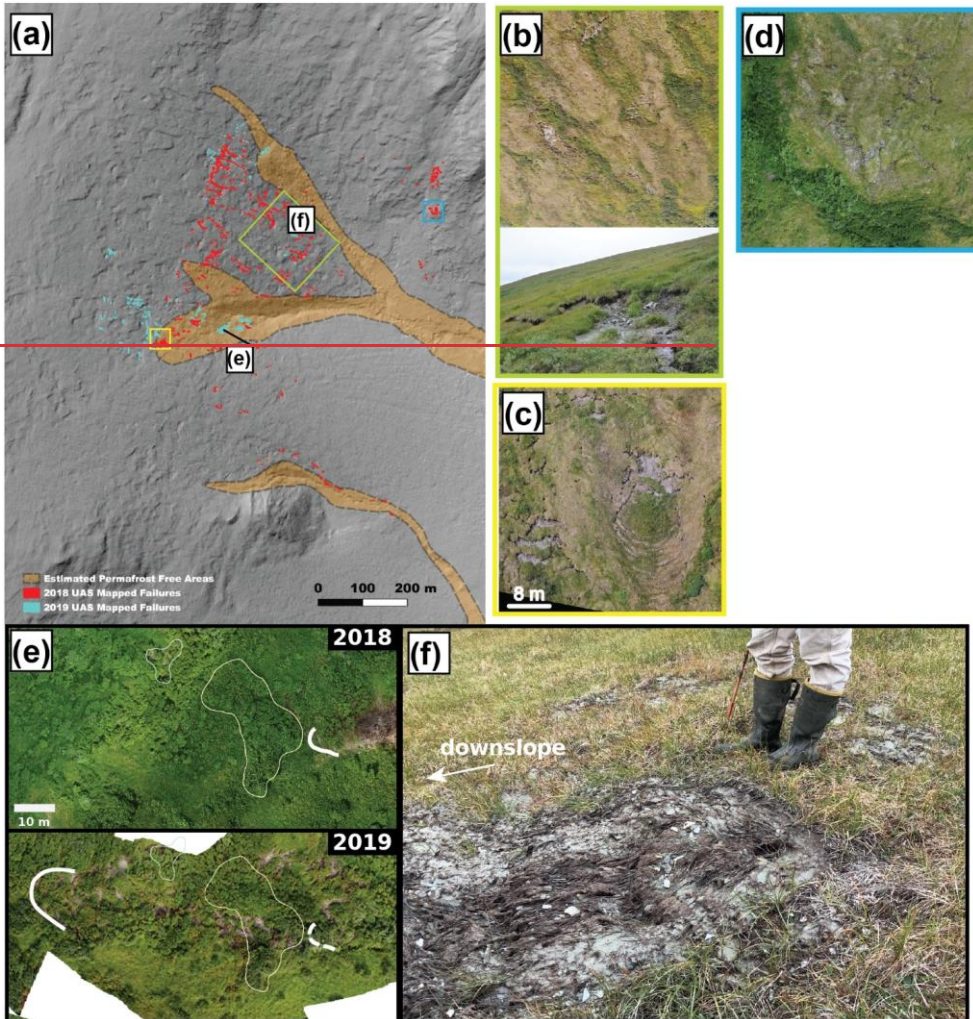 (a)
(f)
(e)
Estimated Permafrost Free Areas
2018 UAS Mapped Failures
2019 UAS Mapped Failures
0 100 200 m
(b)
(d)
(c)
8 m
(e)
2018
10 m
2019
(f)
downslope